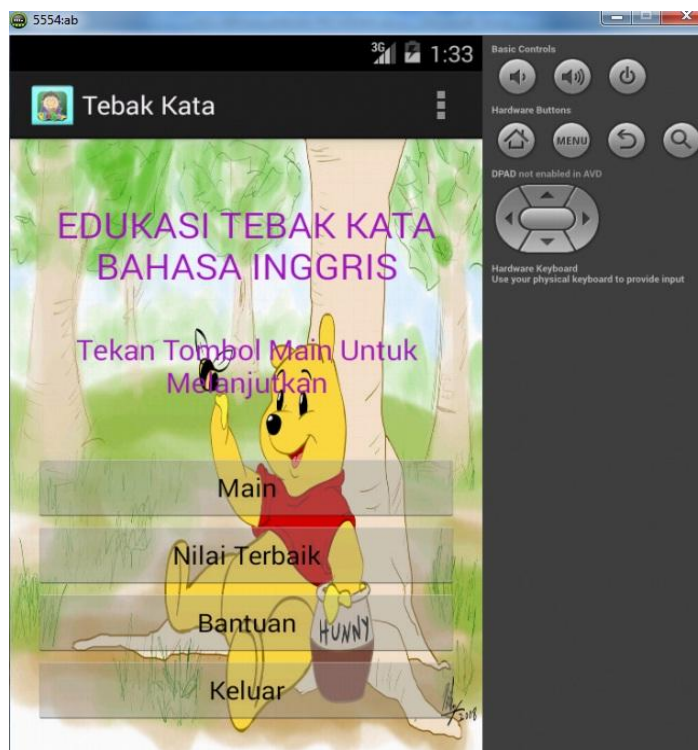 5554:ab
3G 1:33
Tebak Kata
EDUKASI TEBAK KATA
BAHASA INGGRIS
Tekan Tombol Main Untuk
Melanjutkan
Main
Nilai Terbaik
Bantuan
HUNNY
Keluar
2008
Basic Controls
Hardware Buttons
MENU
DPAD not enabled in AVD
Hardware Keyboard
Use your physical keyboard to provide input